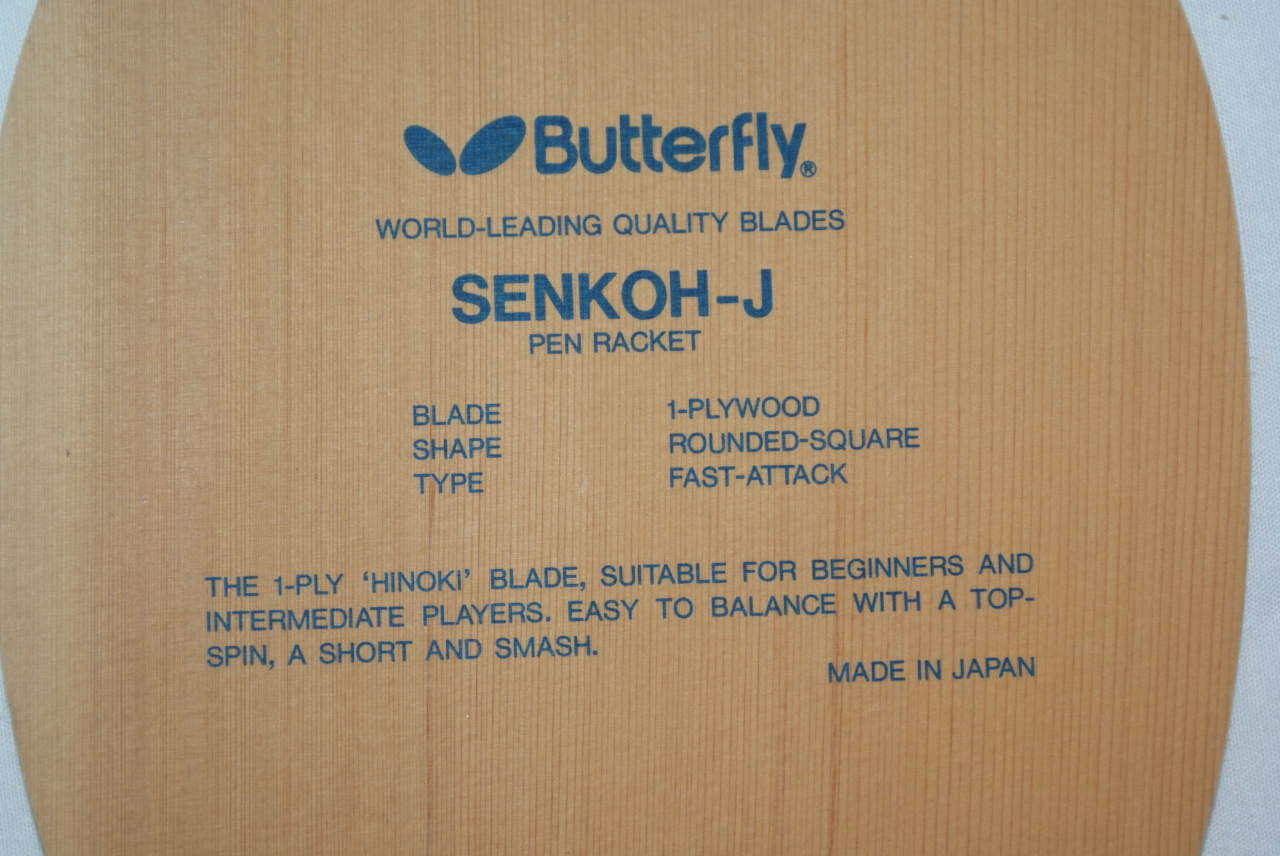 Butterfly®
WORLD-LEADING QUALITY BLADES
SENKOH-J
PEN RACKET
BLADE 1-PLYWOOD
SHAPE ROUNDED-SQUARE
TYPE FAST-ATTACK
THE 1-PLY ‘HINOKI’ BLADE, SUITABLE FOR BEGINNERS AND
INTERMEDIATE PLAYERS. EASY TO BALANCE WITH A TOP-
SPIN, A SHORT AND SMASH.
MADE IN JAPAN